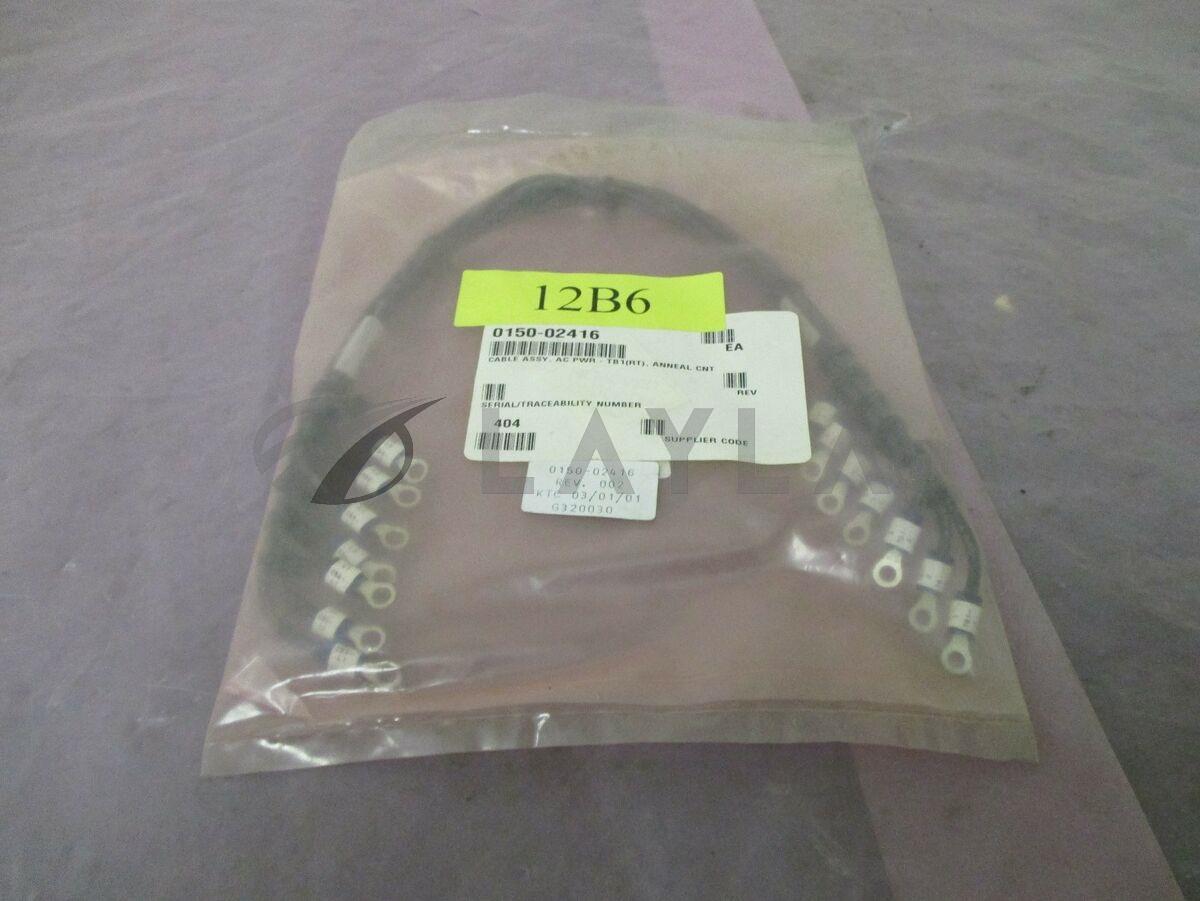 12B6
0150-02416
EA
CABLE ASSY, AC PWR - TB1(RT), ANNEAL CNT
REV
SERIAL/TRACEABILITY NUMBER
404
SUPPLIER CODE
LAYLA
0150-02416
REV. 002
KTC 03/01/01
G320030